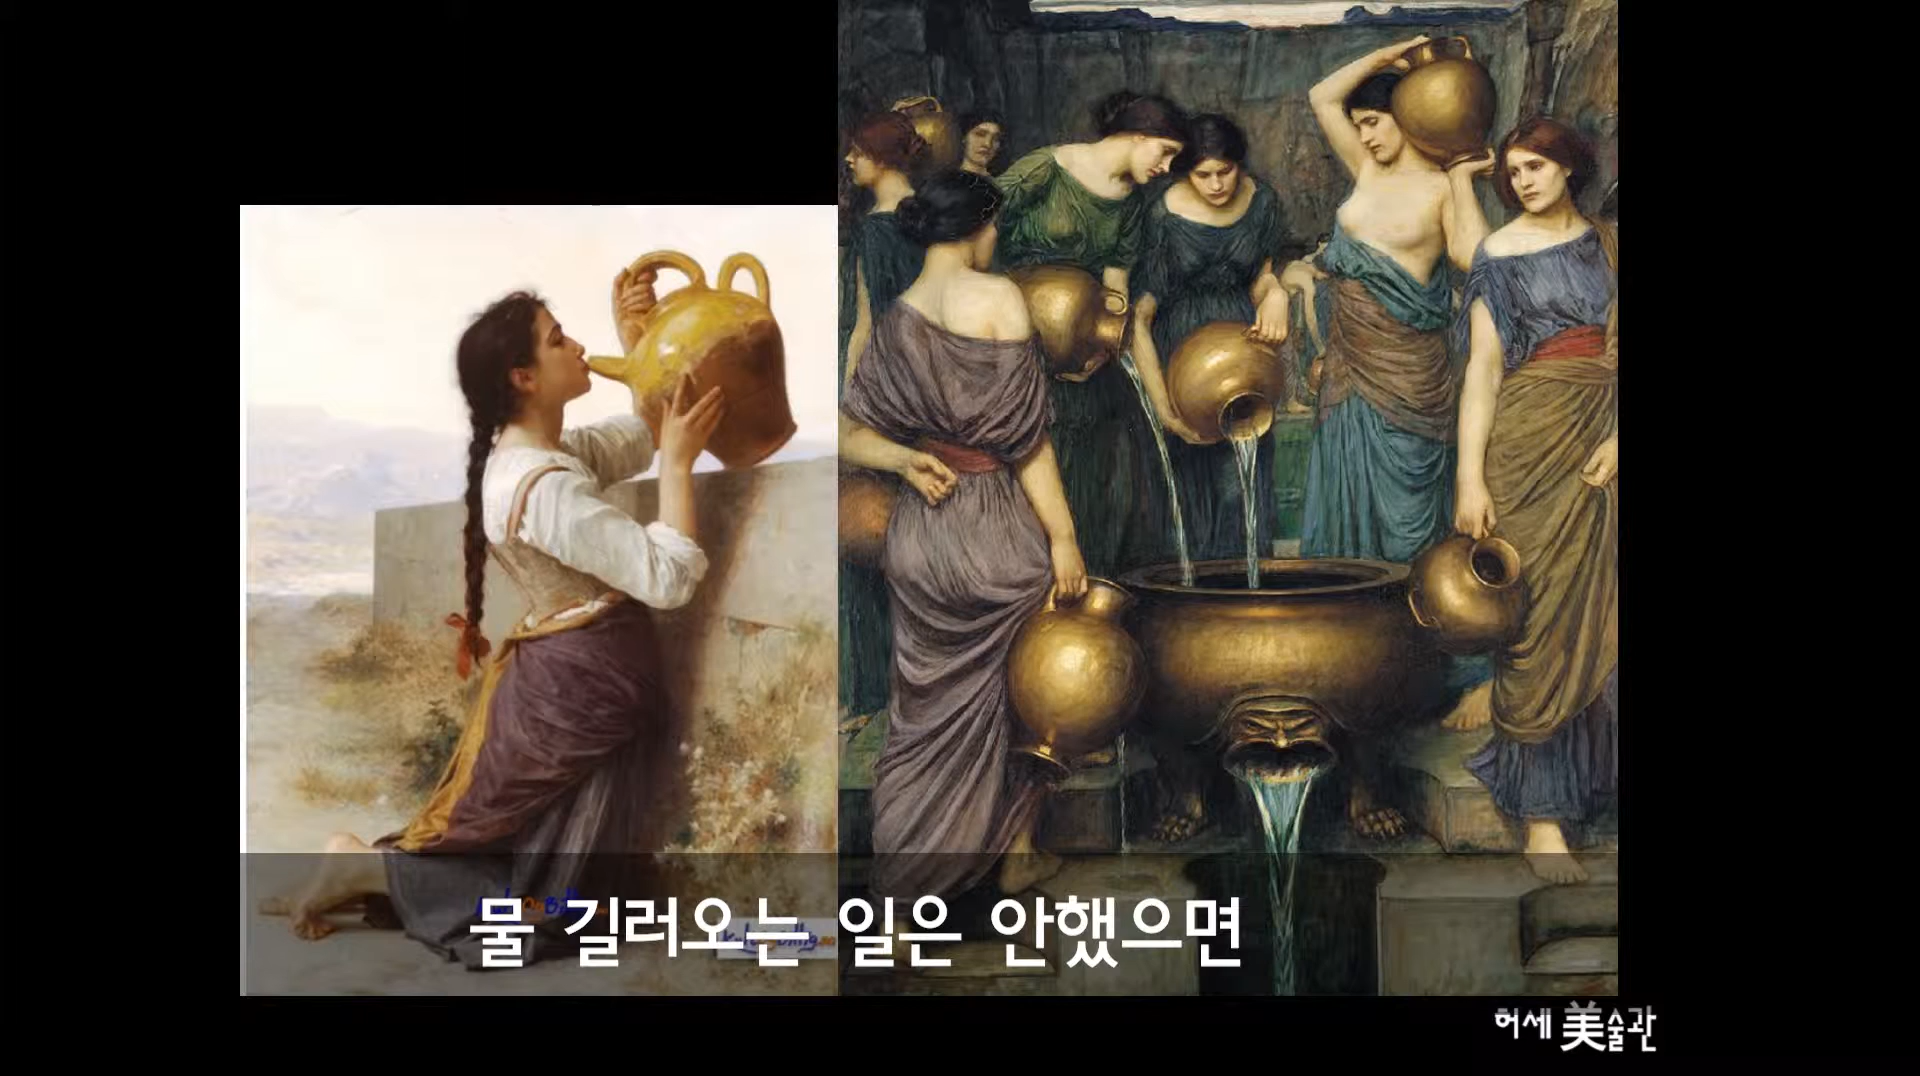 물 길러오는 일은 안했으면
허세 美술관